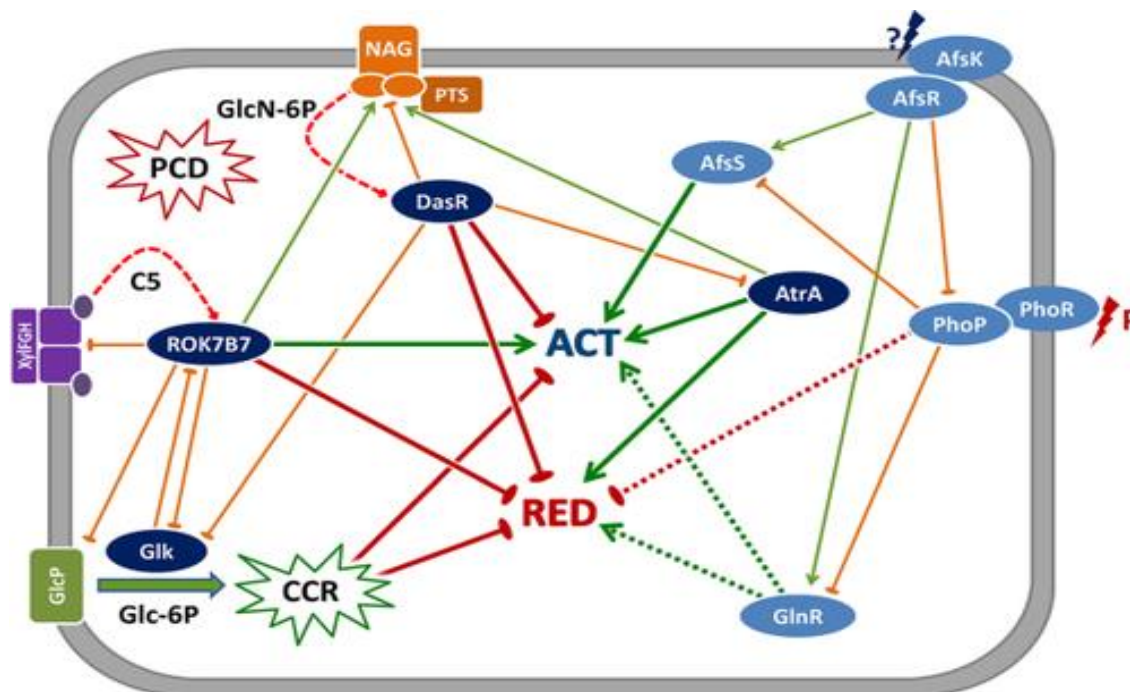 NAG
?
AfsK
PTS
AfsR
GlcN-6P
PCD
AfsS
DasR
C5
AtrA
PhoR
P
PhoP
XylFGH
ROK7B7
ACT
RED
Glk
GlcP
CCR
Glc-6P
GlnR